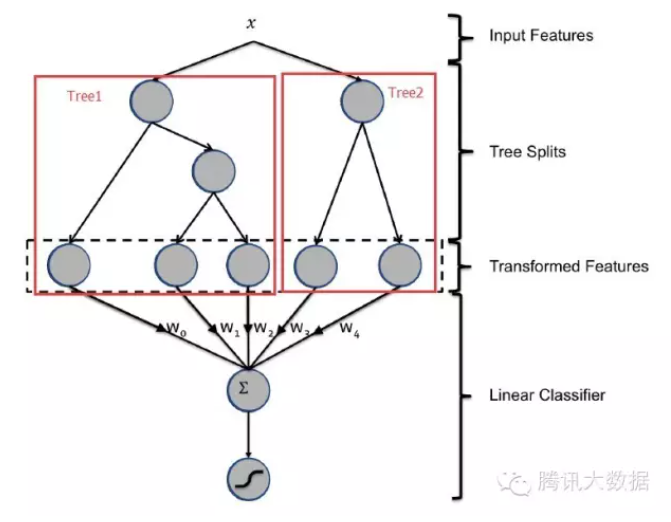 x
Input Features
Tree1
Tree2
Tree Splits
Transformed Features
W₀
W₁
W₂
W₃
W₄
Σ
Linear Classifier
腾讯大数据